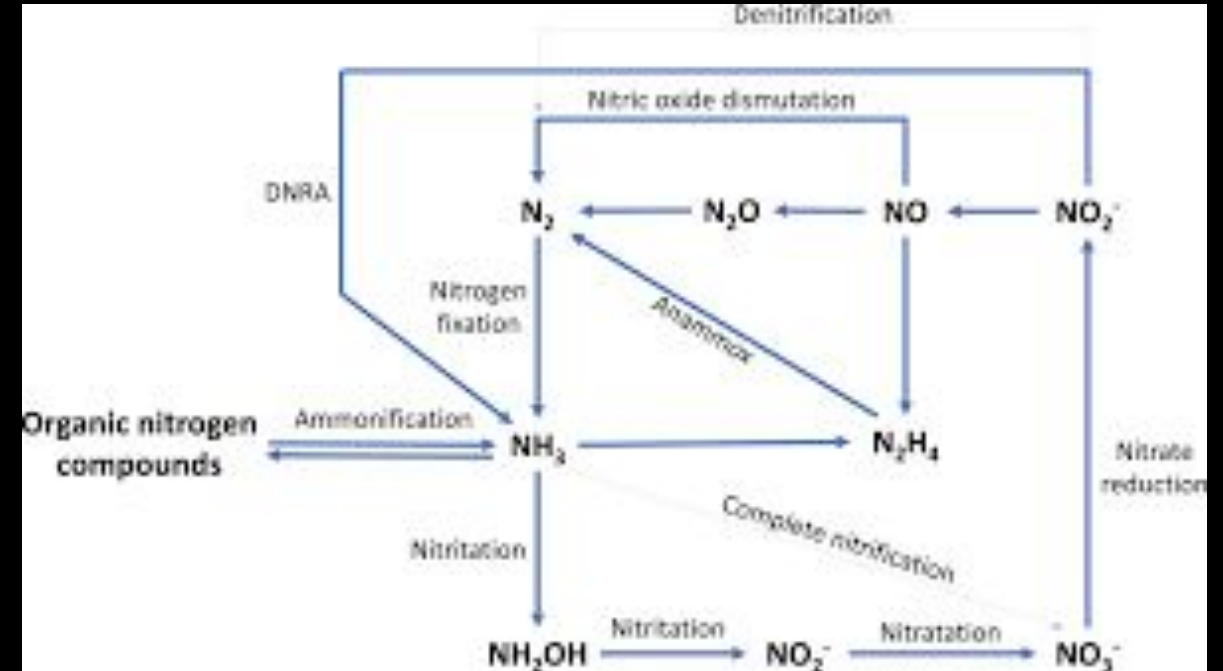 Denitrification
Nitric oxide dismutation
DNRA
N₂
N₂O
NO
NO₂⁻
Nitrogen
fixation
Anammox
Organic nitrogen
compounds
Ammonification
NH₃
N₂H₄
Nitrate
reduction
Complete nitrification
Nitritation
NH₂OH
Nitritation
NO₂⁻
Nitratation
NO₃⁻